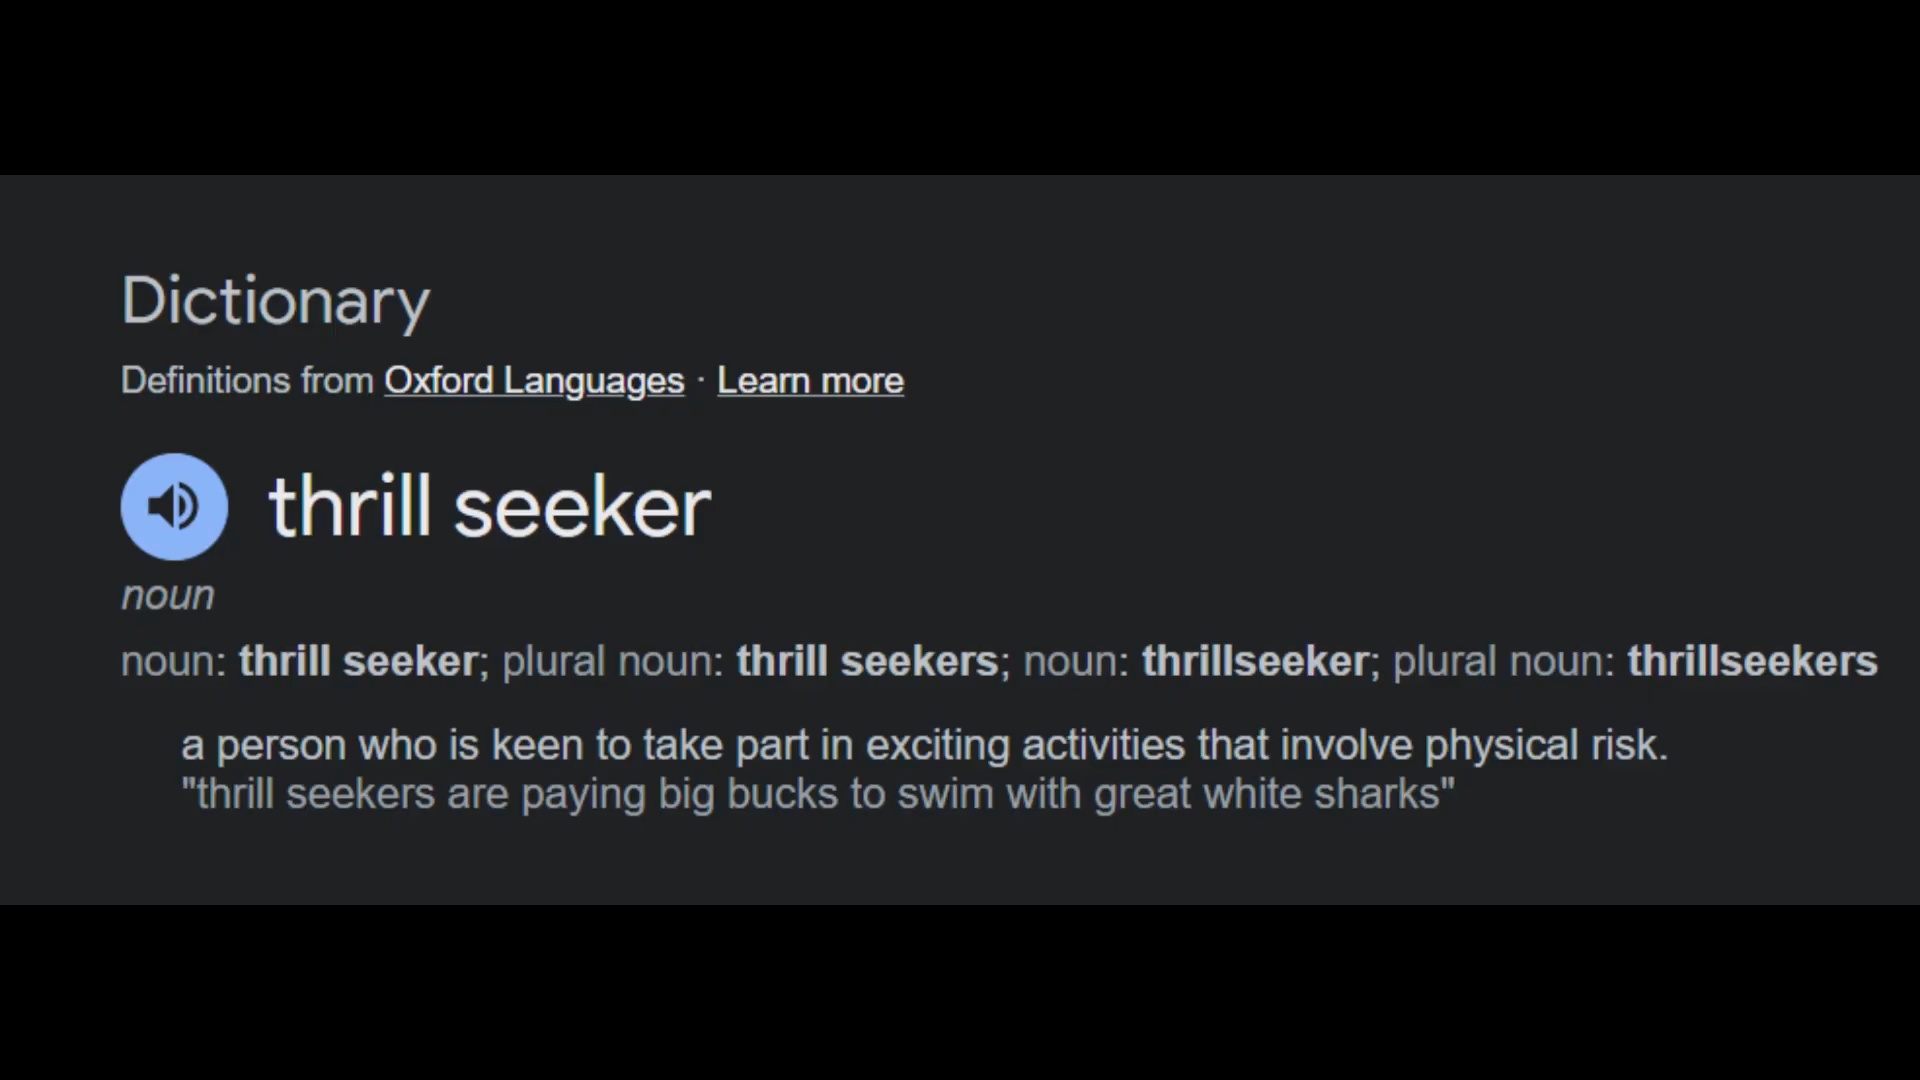 Dictionary
Definitions from Oxford Languages · Learn more
thrill seeker
noun
noun: thrill seeker; plural noun: thrill seekers; noun: thrillseeker; plural noun: thrillseekers
a person who is keen to take part in exciting activities that involve physical risk.
"thrill seekers are paying big bucks to swim with great white sharks"